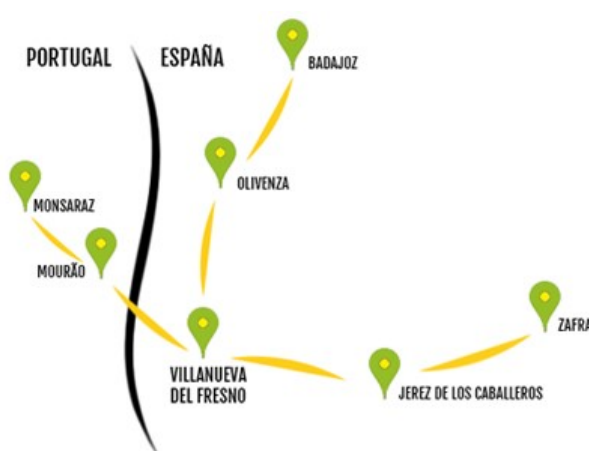 PORTUGAL
ESPAÑA
BADAJOZ
OLIVENZA
MONSARAZ
MOURÃO
VILLANUEVA
DEL FRESNO
ZAFRA
JEREZ DE LOS CABALLEROS